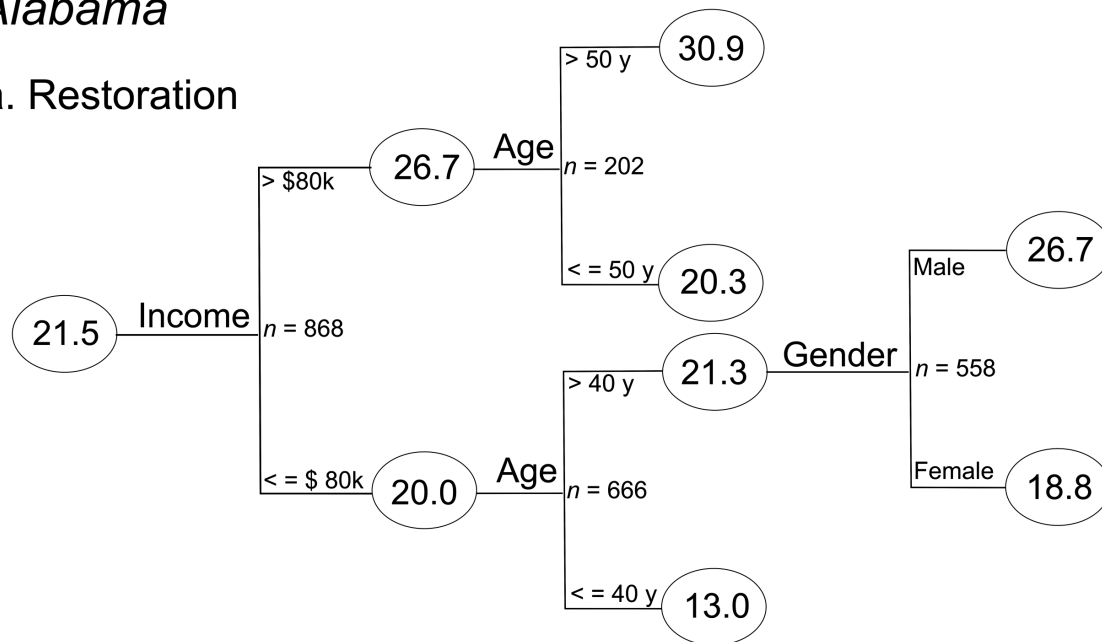 Alabama
a. Restoration
30.9
> 50 y
Age
n = 202
26.7
> $80k
< = 50 y
20.3
26.7
Male
21.5
Income
n = 868
21.3
Gender
n = 558
> 40 y
Female
18.8
< = $ 80k
20.0
Age
n = 666
< = 40 y
13.0